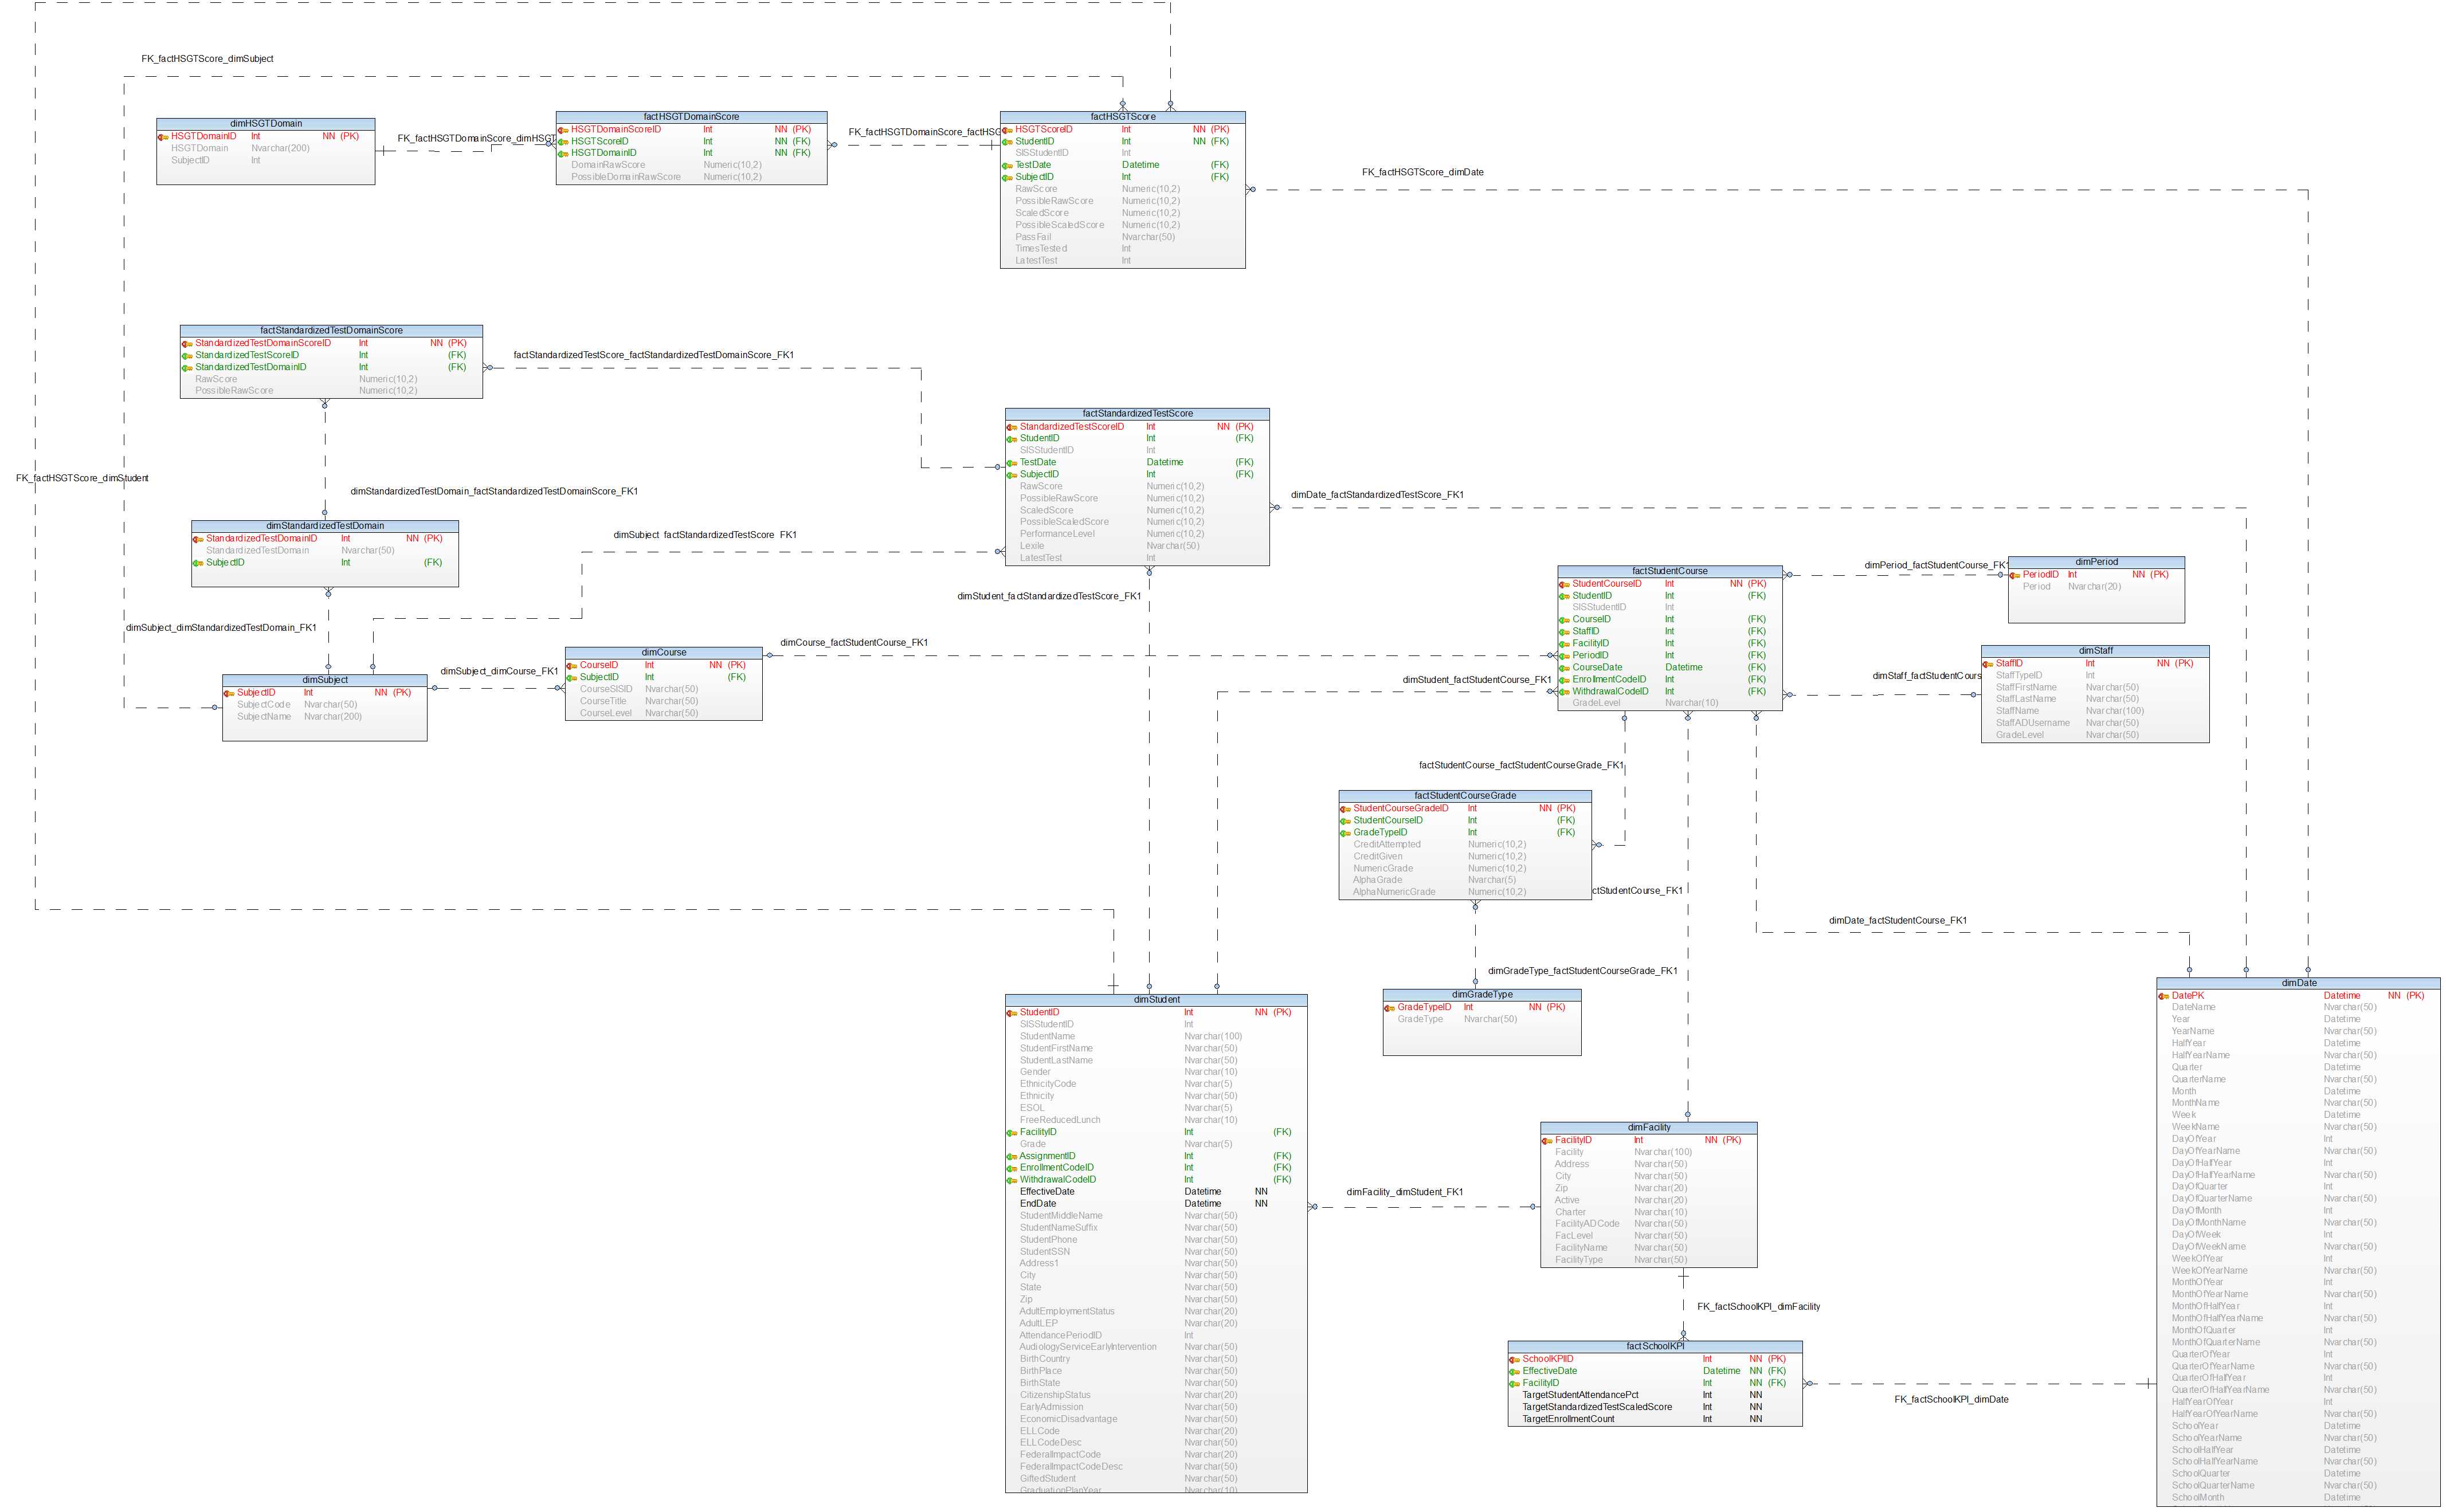 FK_factHSGTScore_dimSubject
dimHSGTDomain
HSGTDomainID Int NN (PK)
HSGTDomain Nvarchar(200)
SubjectID Int
FK_factHSGTDomainScore_dimHSGT
factHSGTDomainScore
HSGTDomainScoreID Int NN (PK)
HSGTScoreID Int NN (FK)
HSGTDomainID Int NN (FK)
DomainRawScore Numeric(10,2)
PossibleDomainRawScore Numeric(10,2)
FK_factHSGTDomainScore_factHSG
factHSGTScore
HSGTScoreID Int NN (PK)
StudentID Int NN (FK)
SISStudentID Int
TestDate Datetime (FK)
SubjectID Int (FK)
RawScore Numeric(10,2)
PossibleRawScore Numeric(10,2)
ScaledScore Numeric(10,2)
PossibleScaledScore Numeric(10,2)
PassFail Nvarchar(50)
TimesTested Int
LatestTest Int
FK_factHSGTScore_dimDate
factStandardizedTestDomainScore
StandardizedTestDomainScoreID Int NN (PK)
StandardizedTestScoreID Int (FK)
StandardizedTestDomainID Int (FK)
RawScore Numeric(10,2)
PossibleRawScore Numeric(10,2)
factStandardizedTestScore_factStandardizedTestDomainScore_FK1
FK_factHSGTScore_dimStudent
dimStandardizedTestDomain_factStandardizedTestDomainScore_FK1
factStandardizedTestScore
StandardizedTestScoreID Int NN (PK)
StudentID Int (FK)
SISStudentID Int
TestDate Datetime (FK)
SubjectID Int (FK)
RawScore Numeric(10,2)
PossibleRawScore Numeric(10,2)
ScaledScore Numeric(10,2)
PossibleScaledScore Numeric(10,2)
PerformanceLevel Numeric(10,2)
Lexile Nvarchar(50)
LatestTest Int
dimDate_factStandardizedTestScore_FK1
dimStandardizedTestDomain
StandardizedTestDomainID Int NN (PK)
StandardizedTestDomain Nvarchar(50)
SubjectID Int (FK)
dimSubject_factStandardizedTestScore_FK1
dimStudent_factStandardizedTestScore_FK1
dimSubject_dimStandardizedTestDomain_FK1
dimSubject
SubjectID Int NN (PK)
SubjectCode Nvarchar(50)
SubjectName Nvarchar(200)
dimSubject_dimCourse_FK1
dimCourse
CourseID Int NN (PK)
SubjectID Int (FK)
CourseSISID Nvarchar(50)
CourseTitle Nvarchar(50)
CourseLevel Nvarchar(50)
dimCourse_factStudentCourse_FK1
dimStudent_factStudentCourse_FK1
factStudentCourse
StudentCourseID Int NN (PK)
StudentID Int (FK)
SISStudentID Int
CourseID Int (FK)
StaffID Int (FK)
FacilityID Int (FK)
PeriodID Int (FK)
CourseDate Datetime (FK)
EnrollmentCodeID Int (FK)
WithdrawalCodeID Int (FK)
GradeLevel Nvarchar(10)
dimPeriod_factStudentCourse_FK1
dimPeriod
PeriodID Int NN (PK)
Period Nvarchar(20)
dimStaff_factStudentCours
dimStaff
StaffID Int NN (PK)
StaffTypeID Int
StaffFirstName Nvarchar(50)
StaffLastName Nvarchar(50)
StaffName Nvarchar(100)
StaffADUsername Nvarchar(50)
GradeLevel Nvarchar(50)
factStudentCourse_factStudentCourseGrade_FK1
factStudentCourseGrade
StudentCourseGradeID Int NN (PK)
StudentCourseID Int (FK)
GradeTypeID Int (FK)
CreditAttempted Numeric(10,2)
CreditGiven Numeric(10,2)
NumericGrade Numeric(10,2)
AlphaGrade Nvarchar(5)
AlphaNumericGrade Numeric(10,2)
ctStudentCourse_FK1
dimDate_factStudentCourse_FK1
dimGradeType_factStudentCourseGrade_FK1
dimGradeType
GradeTypeID Int NN (PK)
GradeType Nvarchar(50)
dimStudent
StudentID Int NN (PK)
SISStudentID Int
StudentName Nvarchar(100)
StudentFirstName Nvarchar(50)
StudentLastName Nvarchar(50)
Gender Nvarchar(10)
EthnicityCode Nvarchar(5)
Ethnicity Nvarchar(50)
ESOL Nvarchar(5)
FreeReducedLunch Nvarchar(10)
FacilityID Int (FK)
Grade Nvarchar(5)
AssignmentID Int (FK)
EnrollmentCodeID Int (FK)
WithdrawalCodeID Int (FK)
EffectiveDate Datetime NN
EndDate Datetime NN
StudentMiddleName Nvarchar(50)
StudentNameSuffix Nvarchar(50)
StudentPhone Nvarchar(50)
StudentSSN Nvarchar(50)
Address1 Nvarchar(50)
City Nvarchar(50)
State Nvarchar(50)
Zip Nvarchar(50)
AdultEmploymentStatus Nvarchar(20)
AdultLEP Nvarchar(20)
AttendancePeriodID Int
AudiologyServiceEarlyIntervention Nvarchar(50)
BirthCountry Nvarchar(50)
BirthPlace Nvarchar(50)
BirthState Nvarchar(50)
CitizenshipStatus Nvarchar(20)
EarlyAdmission Nvarchar(50)
EconomicDisadvantage Nvarchar(50)
ELLCode Nvarchar(20)
ELLCodeDesc Nvarchar(50)
FederalImpactCode Nvarchar(20)
FederalImpactCodeDesc Nvarchar(50)
GiftedStudent Nvarchar(50)
GraduationPlanYear Nvarchar(10)
dimFacility_dimStudent_FK1
dimFacility
FacilityID Int NN (PK)
Facility Nvarchar(100)
Address Nvarchar(50)
City Nvarchar(50)
Zip Nvarchar(20)
Active Nvarchar(20)
Charter Nvarchar(10)
FacilityADCode Nvarchar(50)
FacLevel Nvarchar(50)
FacilityName Nvarchar(50)
FacilityType Nvarchar(50)
FK_factSchoolKPI_dimFacility
factSchoolKPI
SchoolKPIID Int NN (PK)
EffectiveDate Datetime NN (FK)
FacilityID Int NN (FK)
TargetStudentAttendancePct Int NN
TargetStandardizedTestScaledScore Int NN
TargetEnrollmentCount Int NN
FK_factSchoolKPI_dimDate
dimDate
DatePK Datetime NN (PK)
DateName Nvarchar(50)
Year Datetime
YearName Nvarchar(50)
HalfYear Datetime
HalfYearName Nvarchar(50)
Quarter Datetime
QuarterName Nvarchar(50)
Month Datetime
MonthName Nvarchar(50)
Week Datetime
WeekName Nvarchar(50)
DayOfYear Int
DayOfYearName Nvarchar(50)
DayOfHalfYear Int
DayOfHalfYearName Nvarchar(50)
DayOfQuarter Int
DayOfQuarterName Nvarchar(50)
DayOfMonth Int
DayOfMonthName Nvarchar(50)
DayOfWeek Int
DayOfWeekName Nvarchar(50)
WeekOfYear Int
WeekOfYearName Nvarchar(50)
MonthOfYear Int
MonthOfYearName Nvarchar(50)
MonthOfHalfYear Int
MonthOfHalfYearName Nvarchar(50)
MonthOfQuarter Int
MonthOfQuarterName Nvarchar(50)
QuarterOfYear Int
QuarterOfYearName Nvarchar(50)
QuarterOfHalfYear Int
QuarterOfHalfYearName Nvarchar(50)
HalfYearOfYear Int
HalfYearOfYearName Nvarchar(50)
SchoolYear Datetime
SchoolYearName Nvarchar(50)
SchoolHalfYear Datetime
SchoolHalfYearName Nvarchar(50)
SchoolQuarter Datetime
SchoolQuarterName Nvarchar(50)
SchoolMonth Datetime